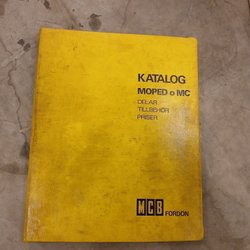 KATALOG
MOPED o MC
DELAR
TILLBEHÖR
PRISER
MCB
FORDON